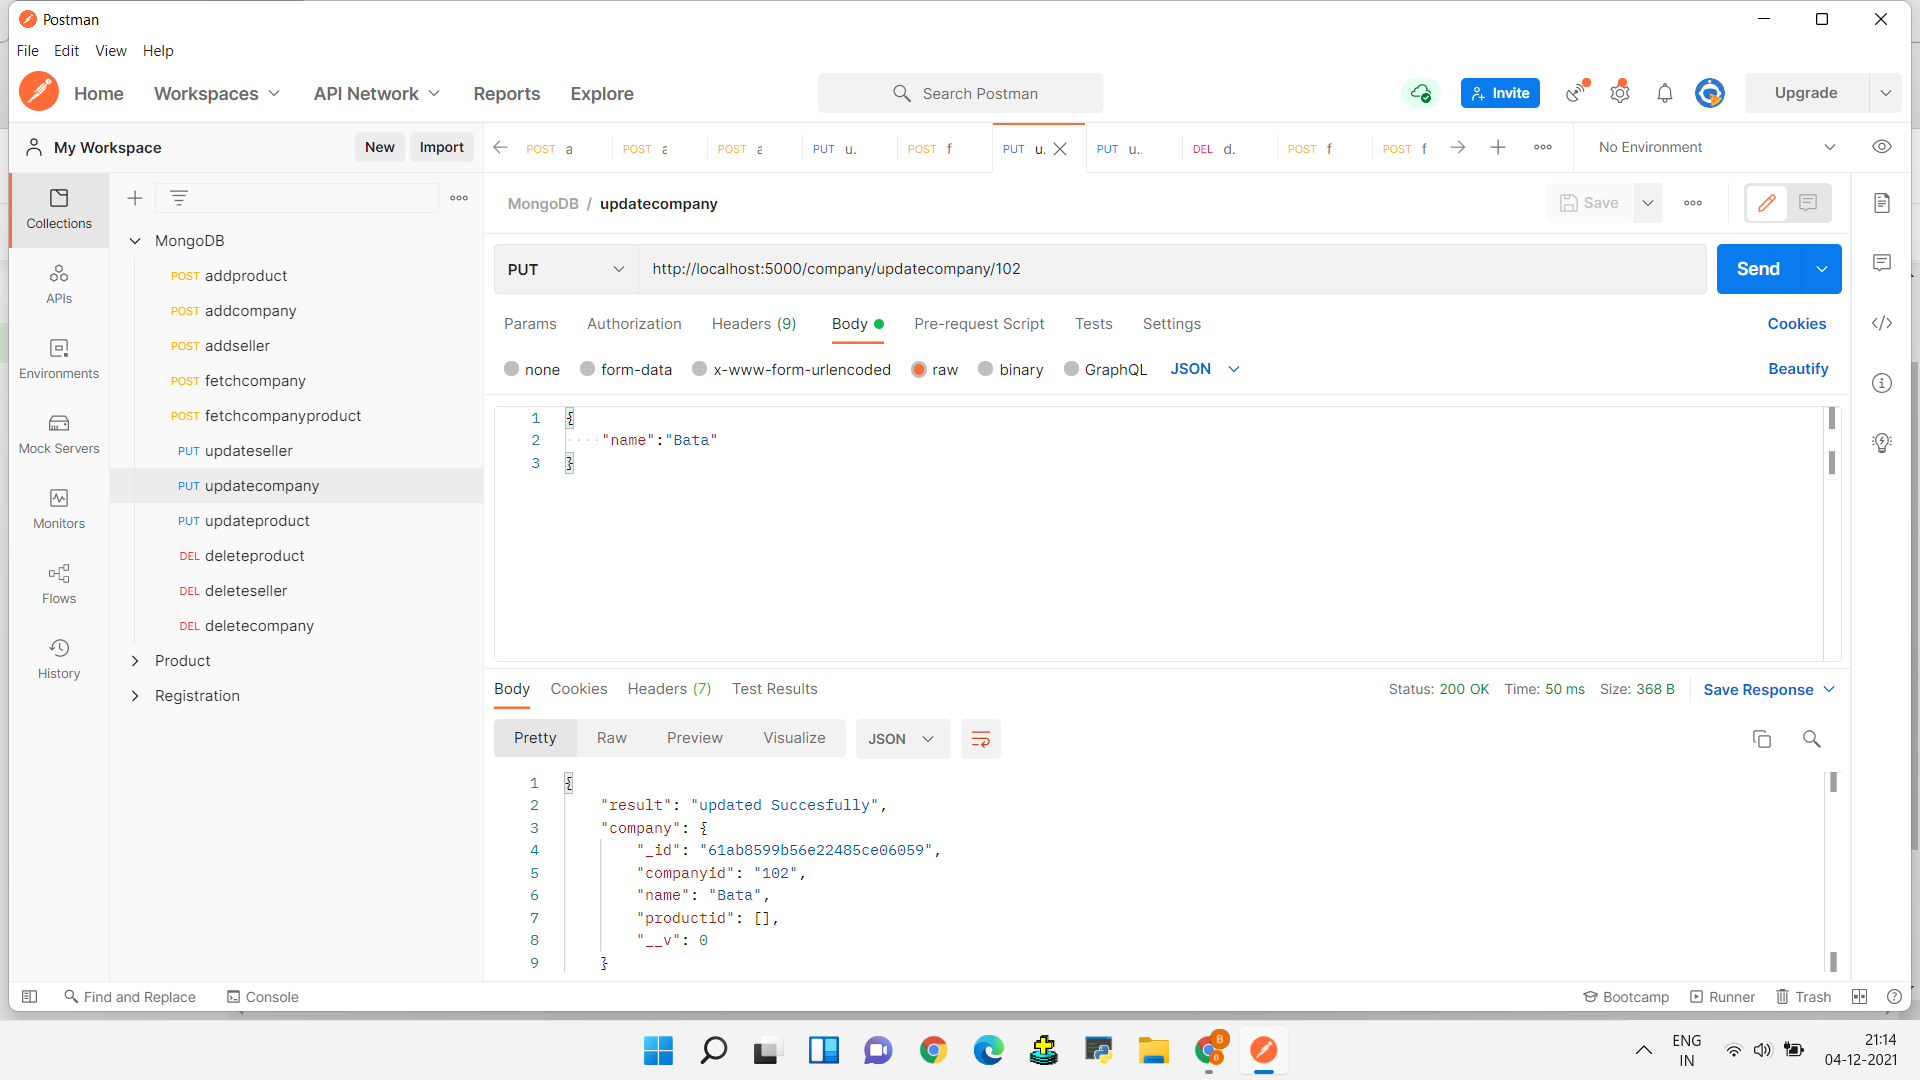 Postman
File Edit View Help
Home Workspaces API Network Reports Explore Search Postman Invite Upgrade
My Workspace New Import POST a POST a POST a PUT u. POST f PUT u. PUT u.. DEL d. POST f POST f No Environment
MongoDB / updatecompany Save
Collections
APIs
Environments
Mock Servers
Monitors
Flows
History
MongoDB
POST addproduct
POST addcompany
POST addseller
POST fetchcompany
POST fetchcompanyproduct
PUT updateseller
PUT updatecompany
PUT updateproduct
DEL deleteproduct
DEL deleteseller
DEL deletecompany
Product
Registration
PUT http://localhost:5000/company/updatecompany/102 Send
Params Authorization Headers (9) Body Pre-request Script Tests Settings Cookies
none form-data x-www-form-urlencoded raw binary GraphQL JSON Beautify
1 {
2 "name":"Bata"
3 }
Body Cookies Headers (7) Test Results Status: 200 OK Time: 50 ms Size: 368 B Save Response
Pretty Raw Preview Visualize JSON
1 {
2 "result": "updated Succesfully",
3 "company": {
4 "_id": "61ab8599b56e22485ce06059",
5 "companyid": "102",
6 "name": "Bata",
7 "productid": [],
8 "__v": 0
9 }
Find and Replace Console Bootcamp Runner Trash
B
B
ENG
IN
21:14
04-12-2021